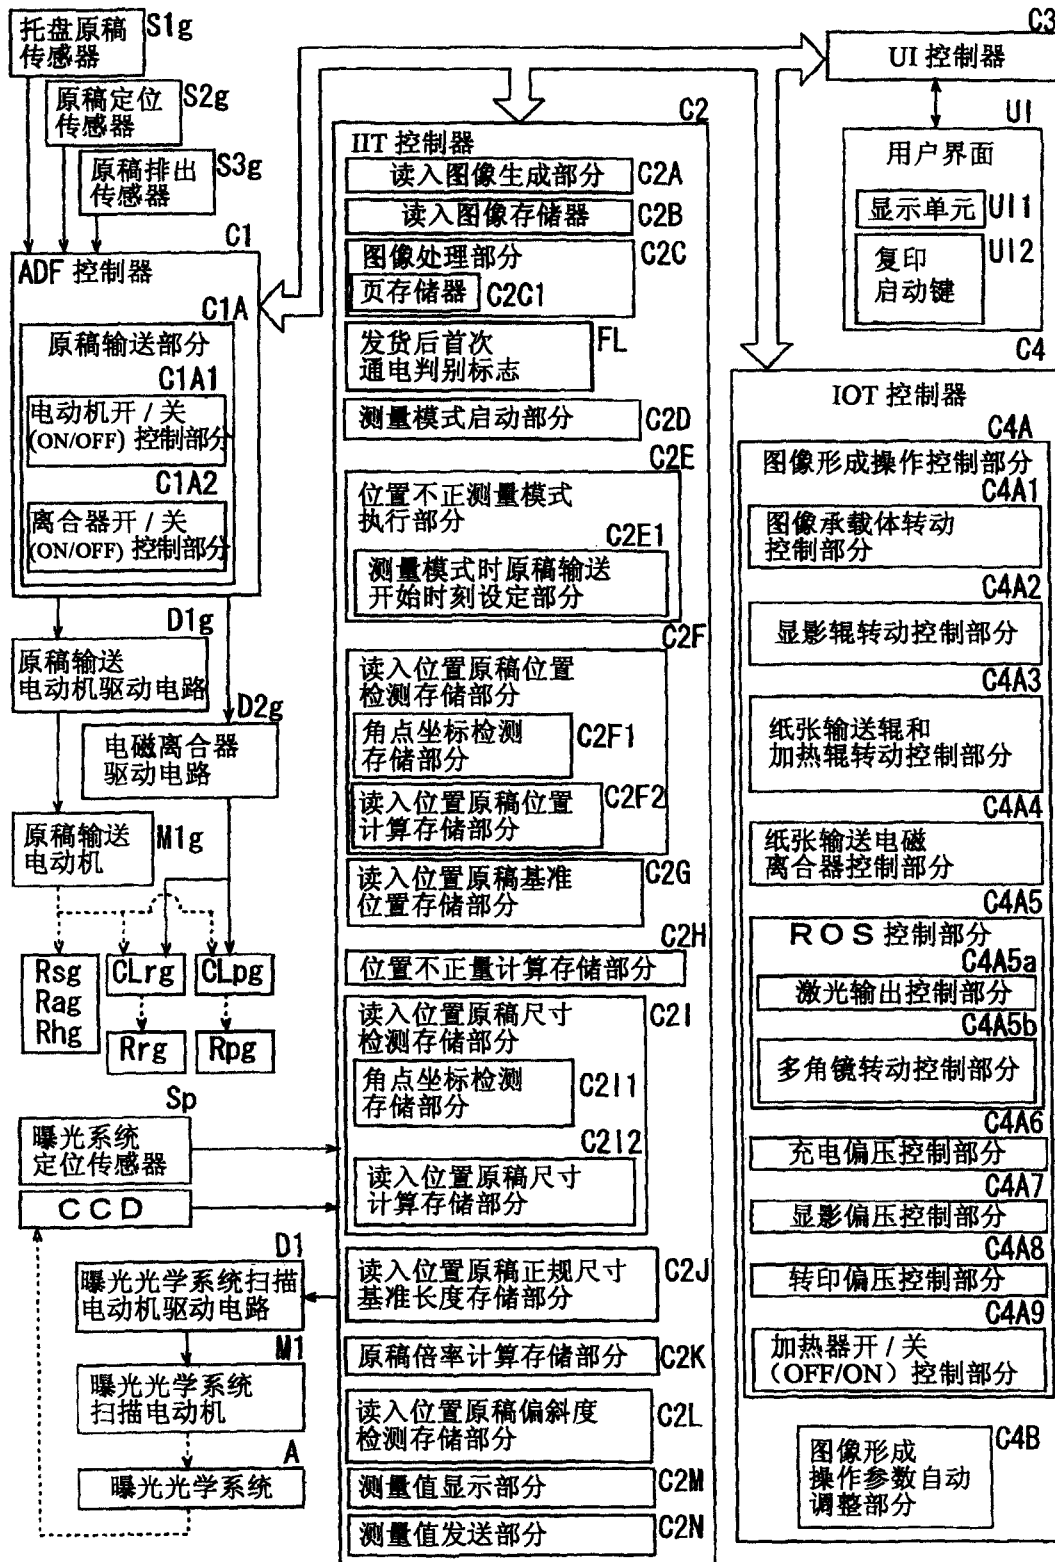 托盘原稿
传感器
S1g
原稿定位
传感器
S2g
原稿排出
传感器
S3g
C1
ADF 控制器
C1A
原稿输送部分
C1A1
电动机开 / 关
(ON/OFF) 控制部分
C1A2
离合器开 / 关
(ON/OFF) 控制部分
D1g
原稿输送
电动机驱动电路
D2g
电磁离合器
驱动电路
原稿输送
电动机
M1g
Rsg
Rag
Rhg
CLrg
CLpg
Rrg
Rpg
Sp
曝光系统
定位传感器
CCD
D1
曝光光学系统扫描
电动机驱动电路
M1
曝光光学系统
扫描电动机
A
曝光光学系统
C2
IIT 控制器
读入图像生成部分
C2A
读入图像存储器
C2B
图像处理部分
C2C
页存储器
C2C1
发货后首次
通电判别标志
FL
测量模式启动部分
C2D
C2E
位置不正测量模式
执行部分
C2E1
测量模式时原稿输送
开始时刻设定部分
C2F
读入位置原稿位置
检测存储部分
角点坐标检测
存储部分
C2F1
读入位置原稿位置
计算存储部分
C2F2
读入位置原稿基准
位置存储部分
C2G
C2H
位置不正量计算存储部分
读入位置原稿尺寸
检测存储部分
C2I
角点坐标检测
存储部分
C2I1
C2I2
读入位置原稿尺寸
计算存储部分
读入位置原稿正规尺寸
基准长度存储部分
C2J
原稿倍率计算存储部分
C2K
读入位置原稿偏斜度
检测存储部分
C2L
测量值显示部分
C2M
测量值发送部分
C2N
C3
UI 控制器
UI
用户界面
显示单元
UI1
复印
启动键
UI2
C4
IOT 控制器
C4A
图像形成操作控制部分
C4A1
图像承载体转动
控制部分
C4A2
显影辊转动控制部分
C4A3
纸张输送辊和
加热辊转动控制部分
C4A4
纸张输送电磁
离合器控制部分
C4A5
ROS 控制部分
C4A5a
激光输出控制部分
C4A5b
多角镜转动控制部分
C4A6
充电偏压控制部分
C4A7
显影偏压控制部分
C4A8
转印偏压控制部分
C4A9
加热器开 / 关
（OFF/ON）控制部分
图像形成
操作参数自动
调整部分
C4B